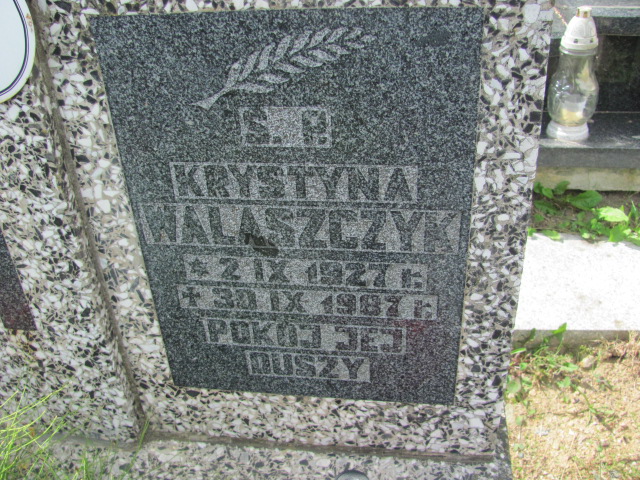 Ś. P.
KRYSTYNA
WALASZCZYK
* 2 IX 1927 r.
+ 30 IX 1987 r.
POKÓJ JEJ
DUSZY